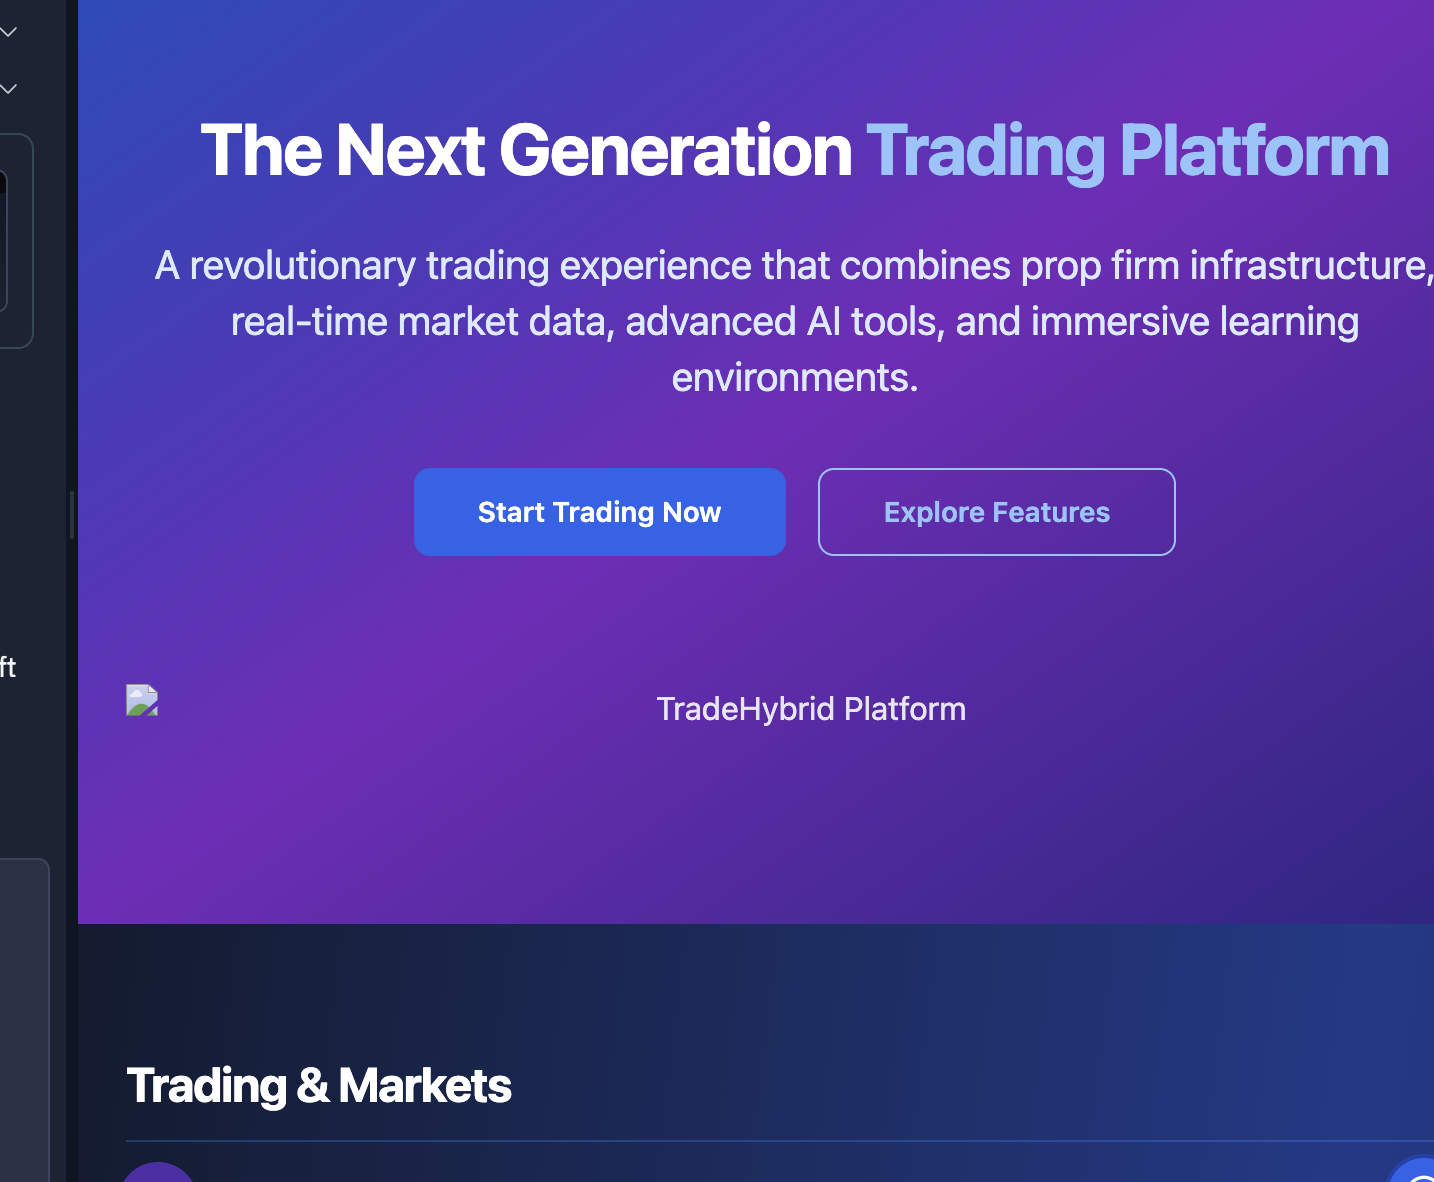 The Next Generation Trading Platform
A revolutionary trading experience that combines prop firm infrastructure,
real-time market data, advanced AI tools, and immersive learning
environments.
Start Trading Now
Explore Features
ft
TradeHybrid Platform
Trading & Markets